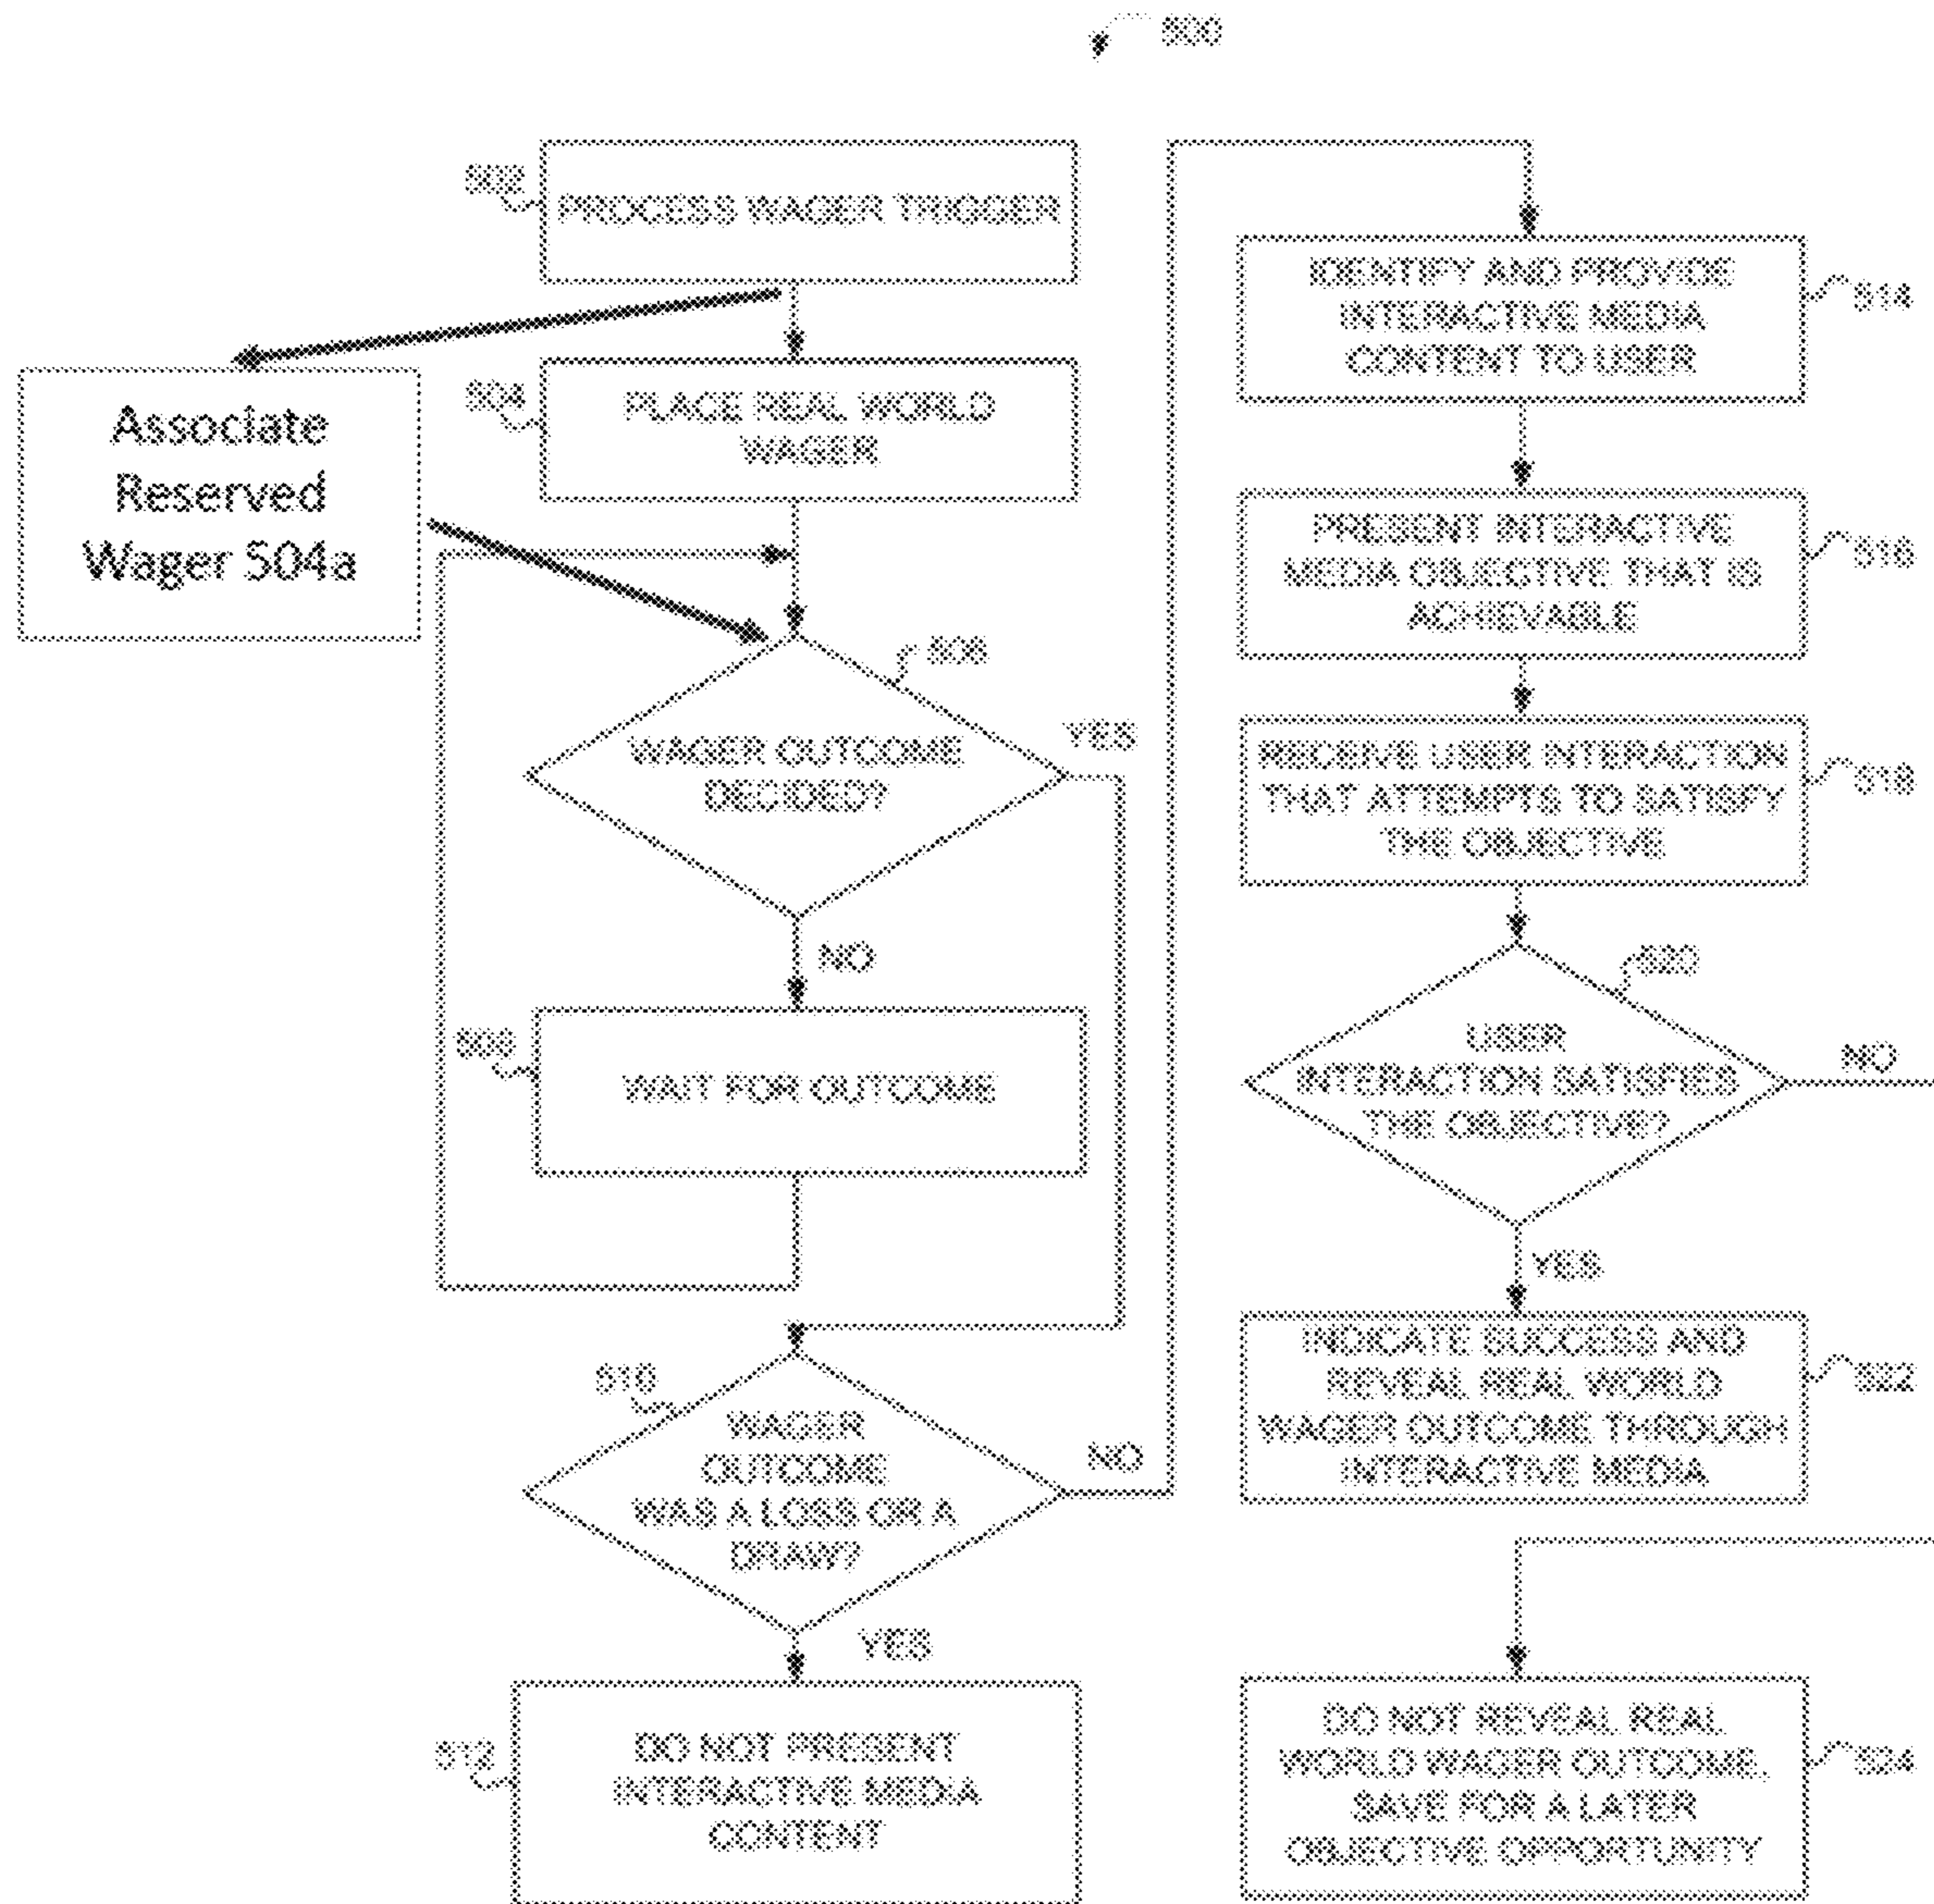 500
502
PROCESS WAGER TRIGGER
Associate
Reserved
Wager 504a
504
PLACE REAL WORLD
WAGER
506
WAGER OUTCOME
DECIDED?
YES
NO
508
WAIT FOR OUTCOME
510
WAGER
OUTCOME
WAS A LOSS OR A
DRAW?
NO
YES
512
DO NOT PRESENT
INTERACTIVE MEDIA
CONTENT
IDENTIFY AND PROVIDE
INTERACTIVE MEDIA
CONTENT TO USER
514
PRESENT INTERACTIVE
MEDIA OBJECTIVE THAT IS
ACHIEVABLE
516
RECEIVE USER INTERACTION
THAT ATTEMPTS TO SATISFY
THE OBJECTIVE
518
520
USER
INTERACTION SATISFIES
THE OBJECTIVE?
NO
YES
INDICATE SUCCESS AND
REVEAL REAL WORLD
WAGER OUTCOME THROUGH
INTERACTIVE MEDIA
522
DO NOT REVEAL REAL
WORLD WAGER OUTCOME,
SAVE FOR A LATER
OBJECTIVE OPPORTUNITY
524